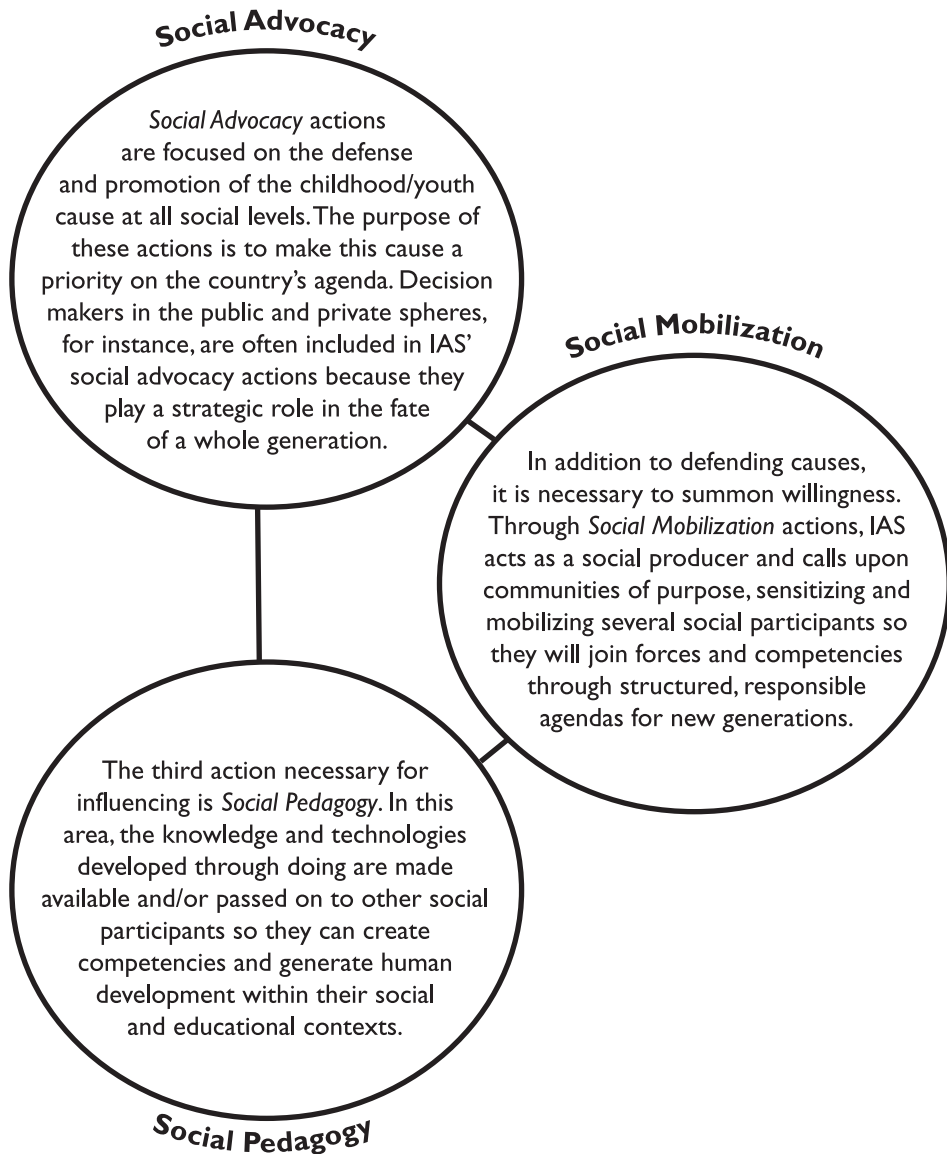 Social Advocacy
Social Advocacy actions
are focused on the defense
and promotion of the childhood/youth
cause at all social levels. The purpose of
these actions is to make this cause a
priority on the country's agenda. Decision
makers in the public and private spheres,
for instance, are often included in IAS'
social advocacy actions because they
play a strategic role in the fate
of a whole generation.
Social Mobilization
In addition to defending causes,
it is necessary to summon willingness.
Through Social Mobilization actions, IAS
acts as a social producer and calls upon
communities of purpose, sensitizing and
mobilizing several social participants so
they will join forces and competencies
through structured, responsible
agendas for new generations.
The third action necessary for
influencing is Social Pedagogy. In this
area, the knowledge and technologies
developed through doing are made
available and/or passed on to other social
participants so they can create
competencies and generate human
development within their social
and educational contexts.
Social Pedagogy